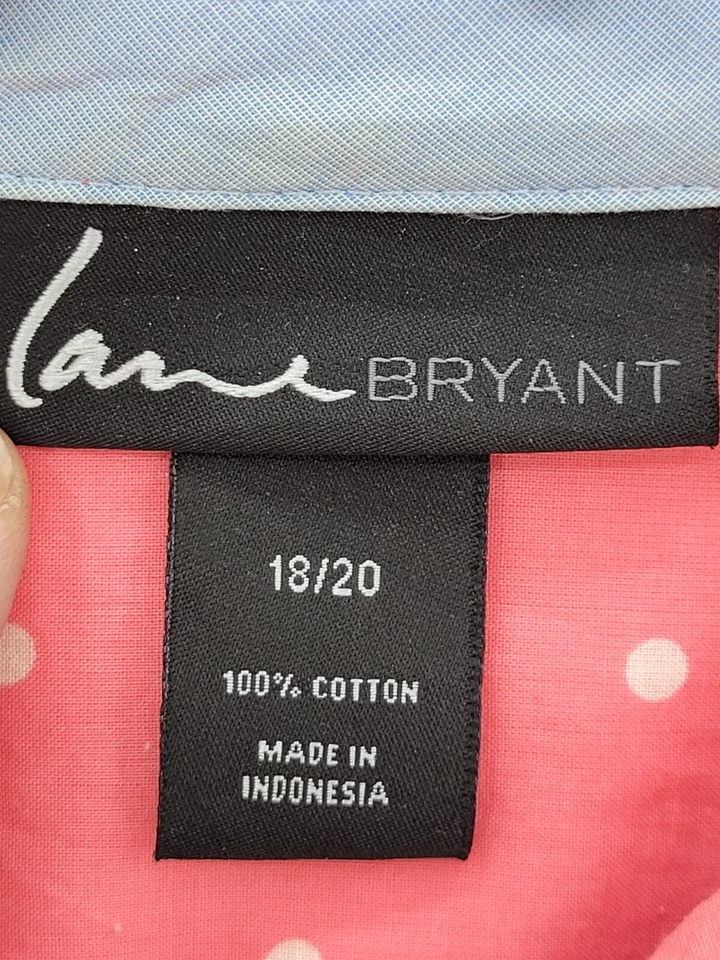 lane BRYANT
18/20
100% COTTON
MADE IN
INDONESIA